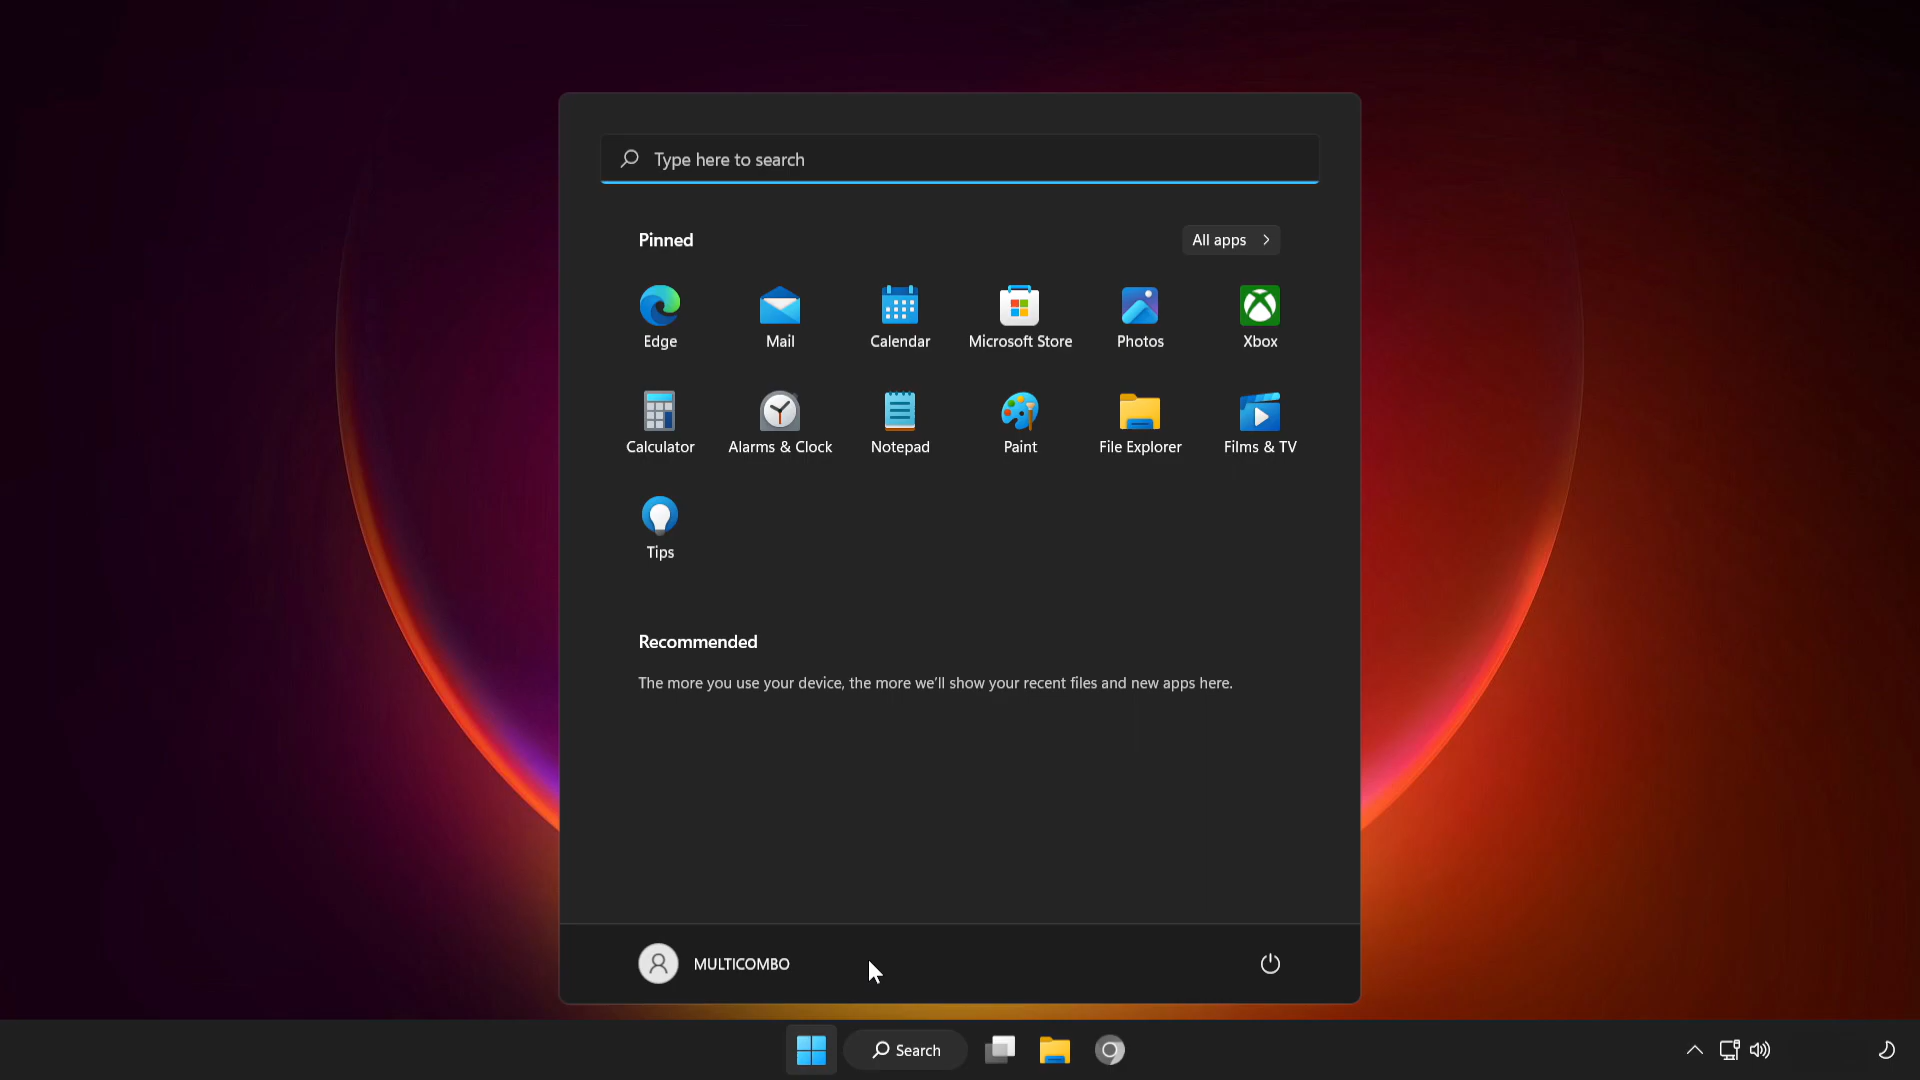 Type here to search
Pinned
All apps
Edge
Mail
Calendar
Microsoft Store
Photos
Xbox
Calculator
Alarms & Clock
Notepad
Paint
File Explorer
Films & TV
Tips
Recommended
The more you use your device, the more we'll show your recent files and new apps here.
MULTICOMBO
Search